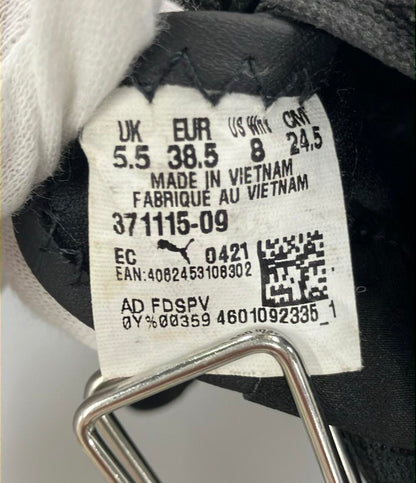 UK EUR US Wn's CM
5.5 38.5 8 24.5
MADE IN VIETNAM
FABRIQUE AU VIETNAM
371115-09
EC 0421
EAN:4062453108302
AD FDSPV
0Y%00359 4601092335_1